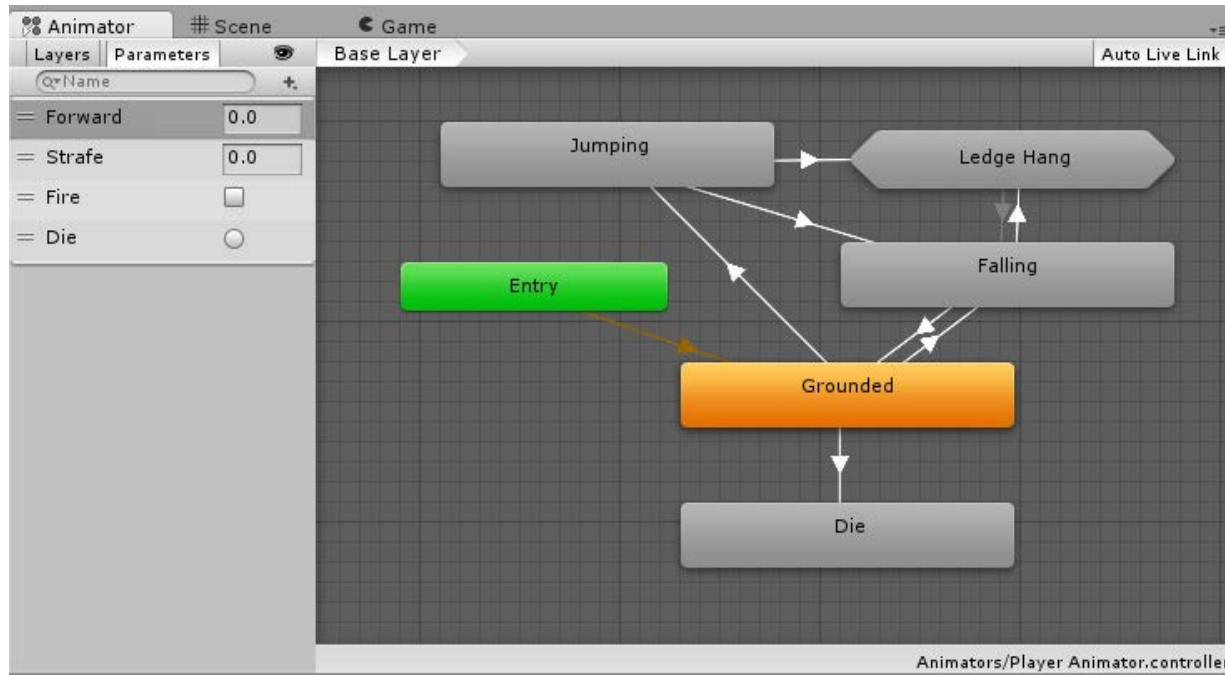 Animator
Scene
Game
Layers
Parameters
Base Layer
Auto Live Link
Name
Forward 0.0
Strafe 0.0
Fire
Die
Jumping
Ledge Hang
Falling
Entry
Grounded
Die
Animators/Player Animator.controlle